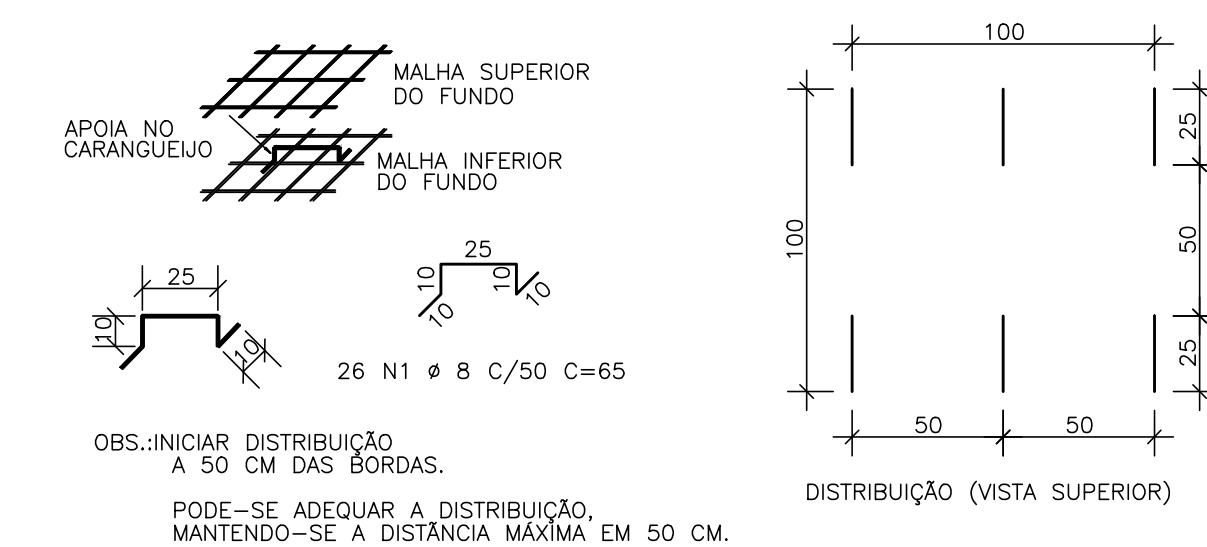 MALHA SUPERIOR
DO FUNDO
APOIA NO
CARANGUEIJO
MALHA INFERIOR
DO FUNDO
25
10
10
25
10
10
10
10
26 N1 ø 8 C/50 C=65
OBS.:INICIAR DISTRIBUIÇÃO
A 50 CM DAS BORDAS.
PODE-SE ADEQUAR A DISTRIBUIÇÃO,
MANTENDO-SE A DISTÃNCIA MÁXIMA EM 50 CM.
100
100
25
50
25
50
50
DISTRIBUIÇÃO (VISTA SUPERIOR)